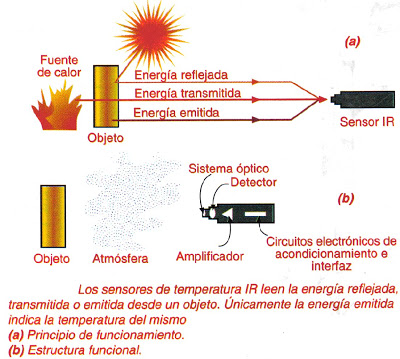 (a)
Fuente
de calor
Energía reflejada
Energía transmitida
Energía emitida
Objeto
Sensor IR
Sistema óptico
Detector
(b)
Objeto
Atmósfera
Amplificador
Circuitos electrónicos de
acondicionamiento e
interfaz
Los sensores de temperatura IR leen la energía reflejada,
transmitida o emitida desde un objeto. Únicamente la energía emitida
indica la temperatura del mismo
(a) Principio de funcionamiento.
(b) Estructura funcional.